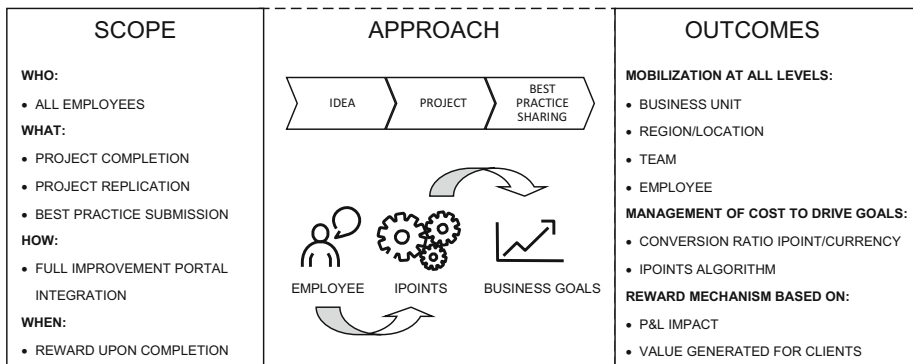 SCOPE
WHO:
• ALL EMPLOYEES
WHAT:
• PROJECT COMPLETION
• PROJECT REPLICATION
• BEST PRACTICE SUBMISSION
HOW:
• FULL IMPROVEMENT PORTAL
INTEGRATION
WHEN:
• REWARD UPON COMPLETION
APPROACH
IDEA
PROJECT
BEST
PRACTICE
SHARING
EMPLOYEE
IPOINTS
BUSINESS GOALS
OUTCOMES
MOBILIZATION AT ALL LEVELS:
• BUSINESS UNIT
• REGION/LOCATION
• TEAM
• EMPLOYEE
MANAGEMENT OF COST TO DRIVE GOALS:
• CONVERSION RATIO IPOINT/CURRENCY
• IPOINTS ALGORITHM
REWARD MECHANISM BASED ON:
• P&L IMPACT
• VALUE GENERATED FOR CLIENTS